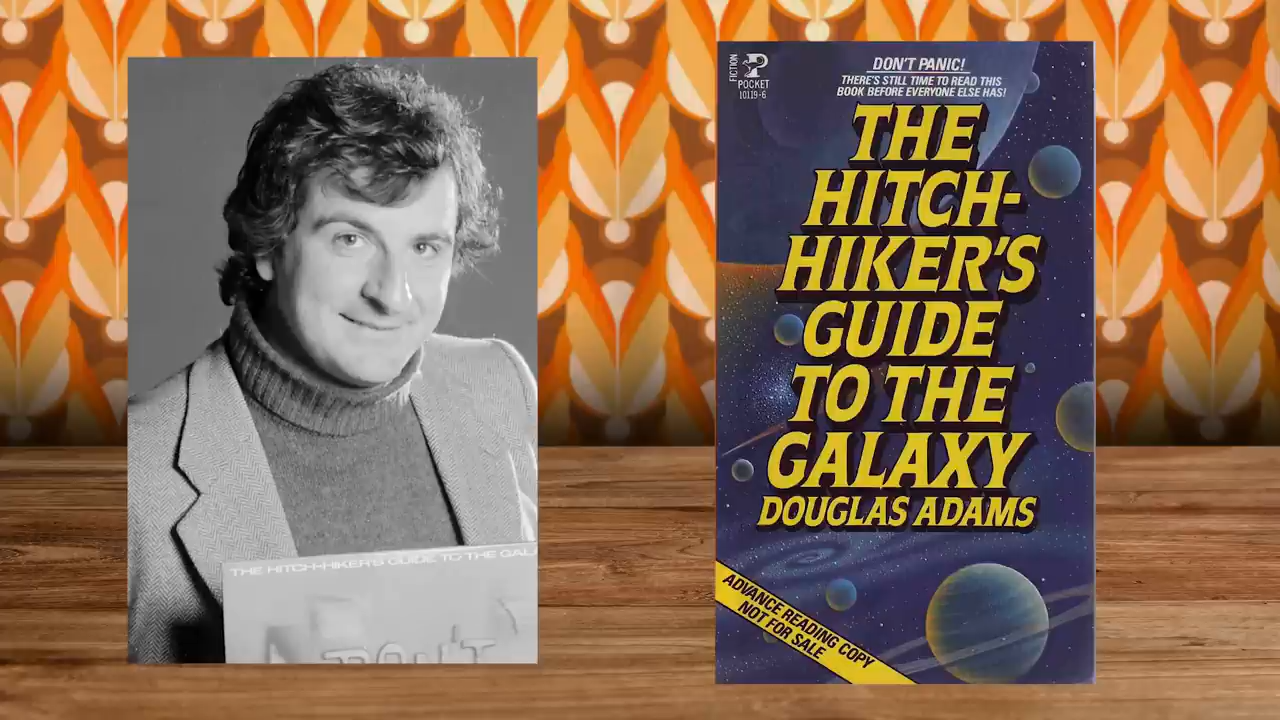 THE HITCH-HIKER'S GUIDE TO THE GAL
DON'T
FICTION
POCKET
10119-6
DON'T PANIC!
THERE'S STILL TIME TO READ THIS
BOOK BEFORE EVERYONE ELSE HAS!
THE
HITCH-
HIKER'S
GUIDE
TO THE
GALAXY
DOUGLAS ADAMS
ADVANCE READING COPY
NOT FOR SALE